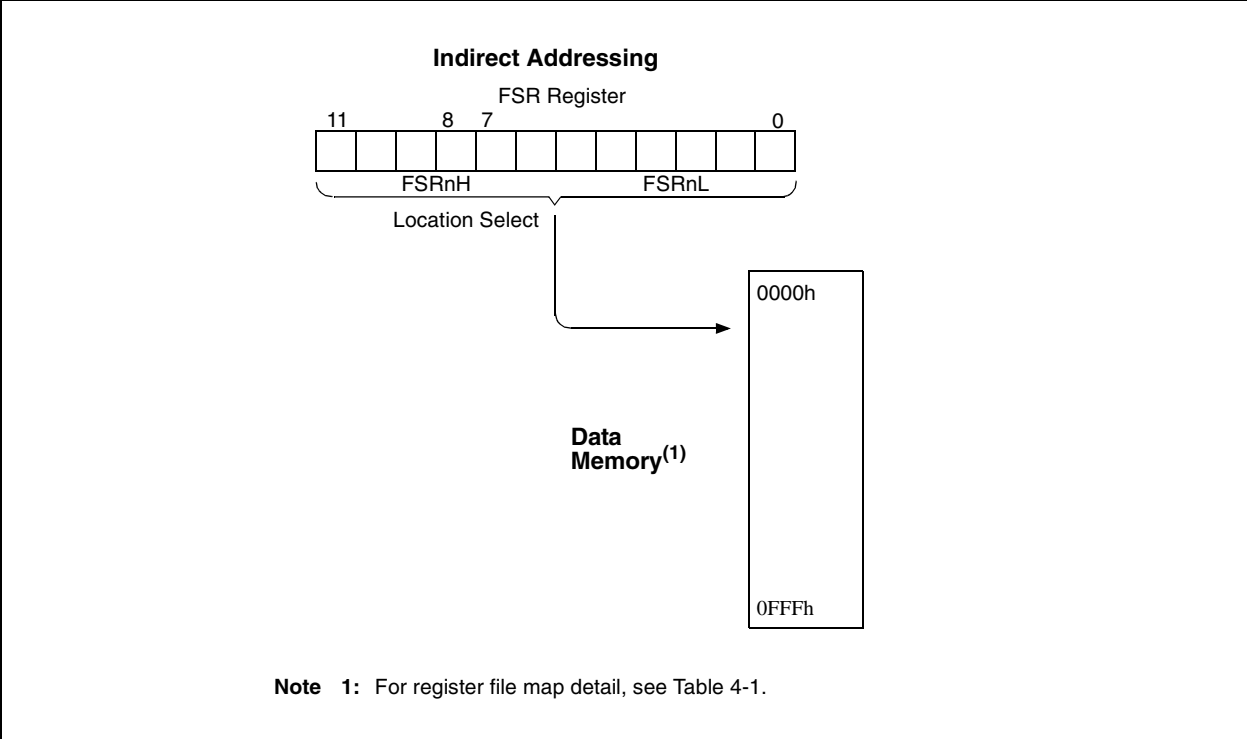 Indirect Addressing
FSR Register
11 8 7 0
FSRnH FSRnL
Location Select
0000h
Data
Memory(1)
0FFFh
Note 1: For register file map detail, see Table 4-1.